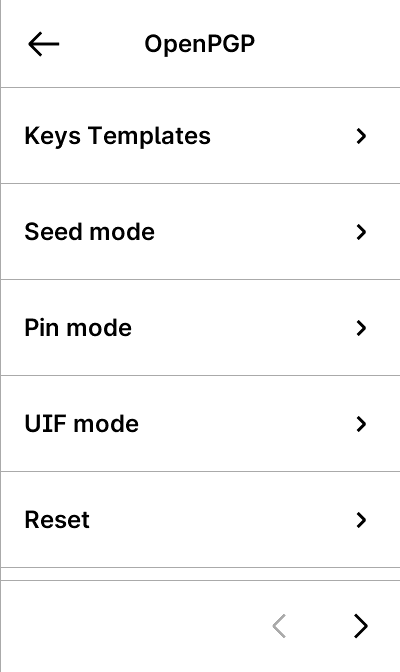 OpenPGP
Keys Templates
Seed mode
Pin mode
UIF mode
Reset